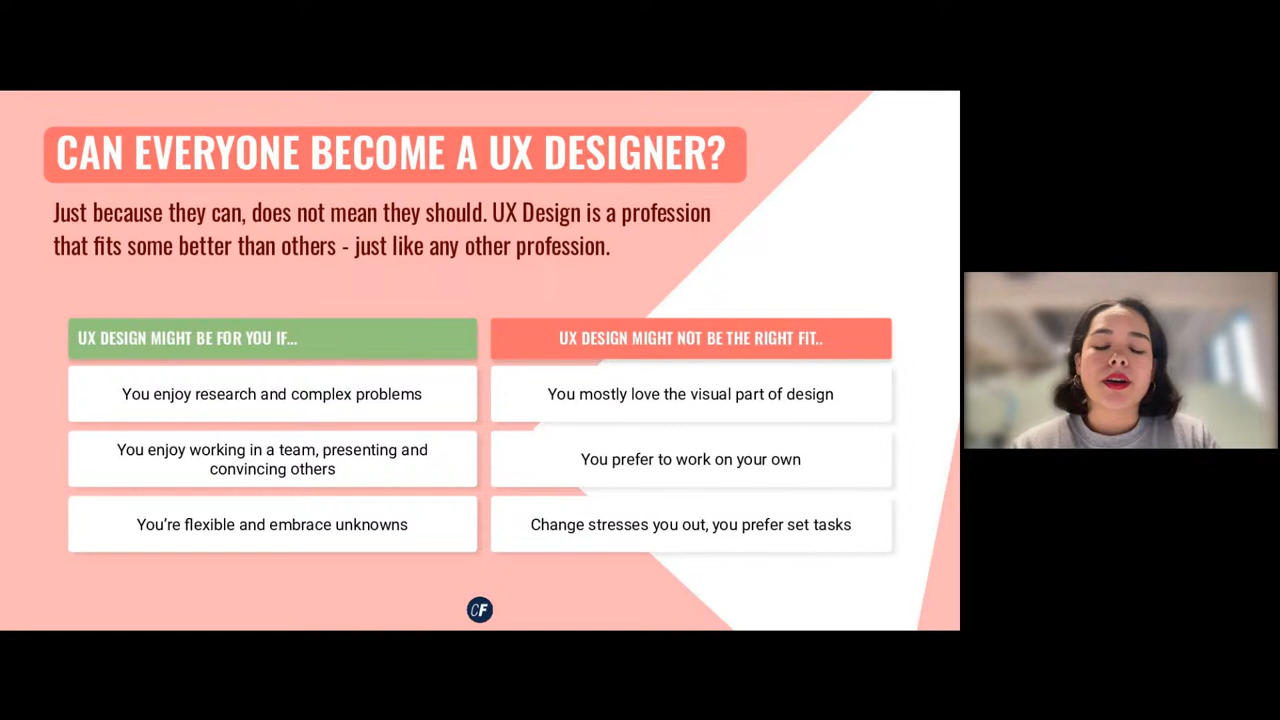 CAN EVERYONE BECOME A UX DESIGNER?
Just because they can, does not mean they should. UX Design is a profession
that fits some better than others - just like any other profession.
UX DESIGN MIGHT BE FOR YOU IF...
UX DESIGN MIGHT NOT BE THE RIGHT FIT..
You enjoy research and complex problems
You mostly love the visual part of design
You enjoy working in a team, presenting and
convincing others
You prefer to work on your own
You’re flexible and embrace unknowns
Change stresses you out, you prefer set tasks
CF